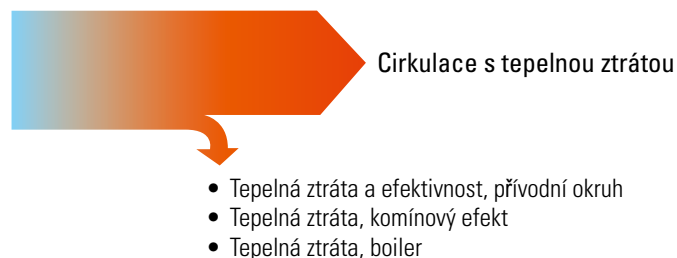 Cirkulace s tepelnou ztrátou
• Tepelná ztráta a efektivnost, přívodní okruh
• Tepelná ztráta, komínový efekt
• Tepelná ztráta, boiler